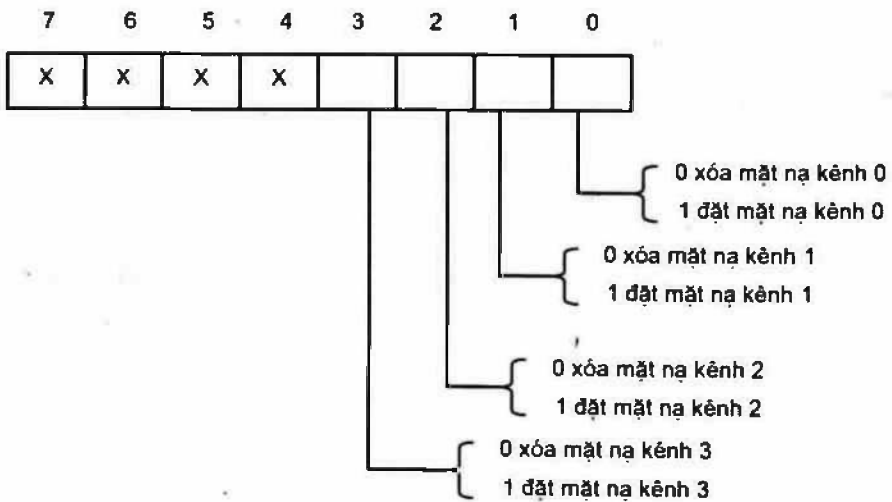 7 6 5 4 3 2 1 0
X X X X
0 xóa mặt nạ kênh 0
1 đặt mặt nạ kênh 0
0 xóa mặt nạ kênh 1
1 đặt mặt nạ kênh 1
0 xóa mặt nạ kênh 2
1 đặt mặt nạ kênh 2
0 xóa mặt nạ kênh 3
1 đặt mặt nạ kênh 3